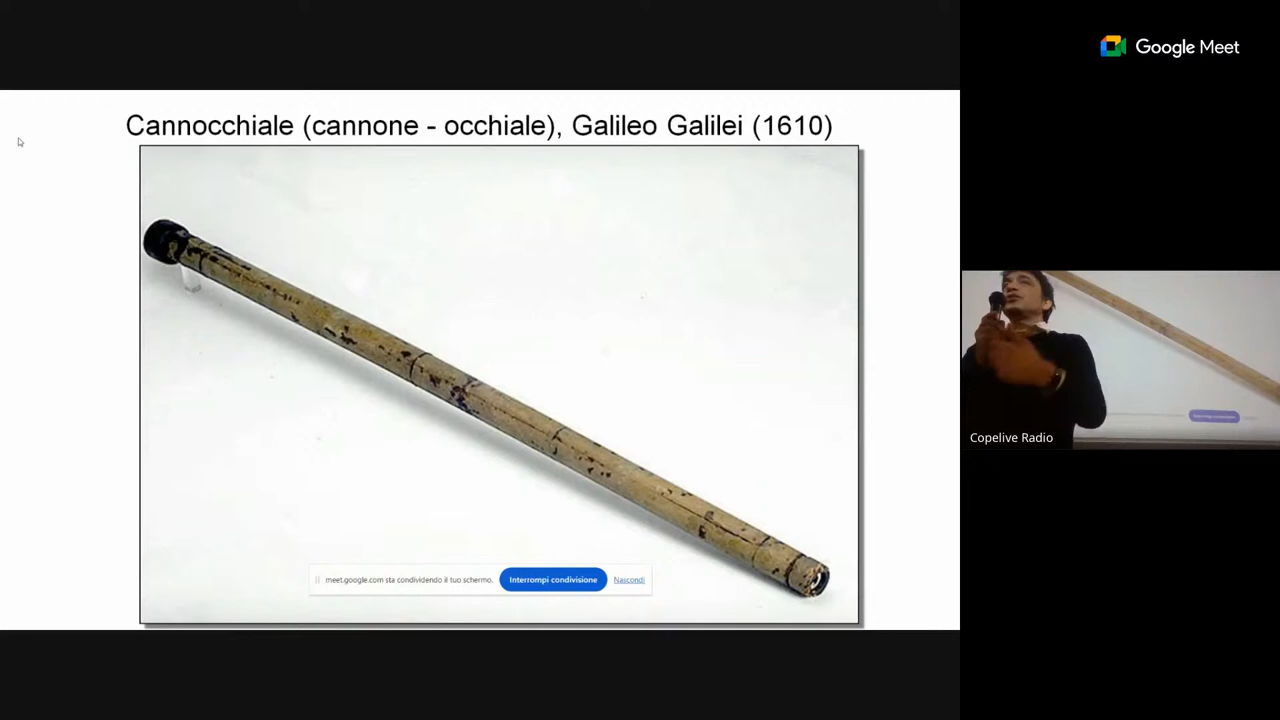 Google Meet
Cannocchiale (cannone - occhiale), Galileo Galilei (1610)
meet.google.com sta condividendo il tuo schermo. Interrompi condivisione Nascondi
Copelive Radio